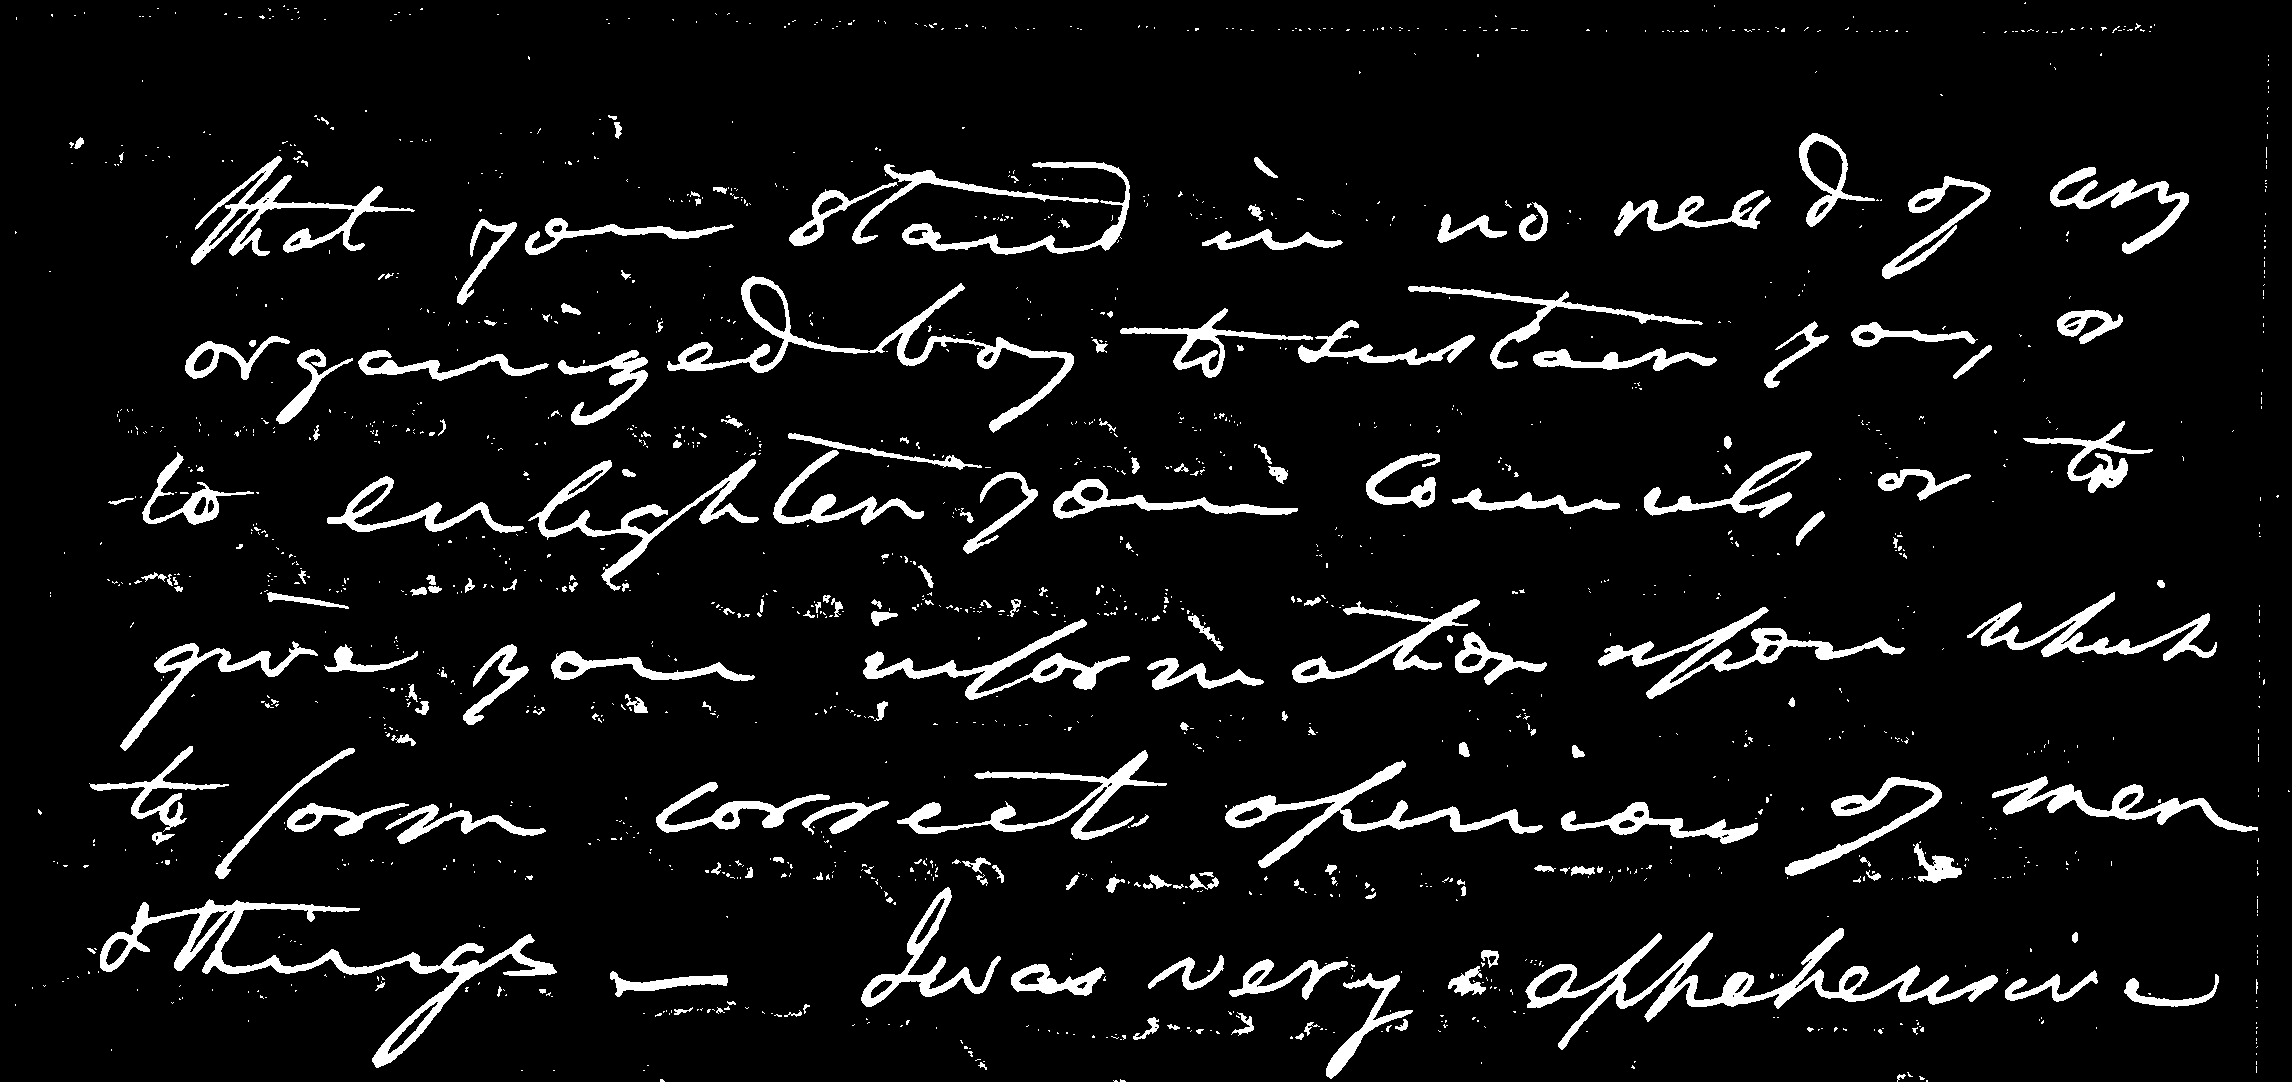 that you stand in no need of any
organized boy to sustain you, or
to enlighten your Councils, or to
give you information upon which
to form correct opinions of men
& things — I was very apprehensive